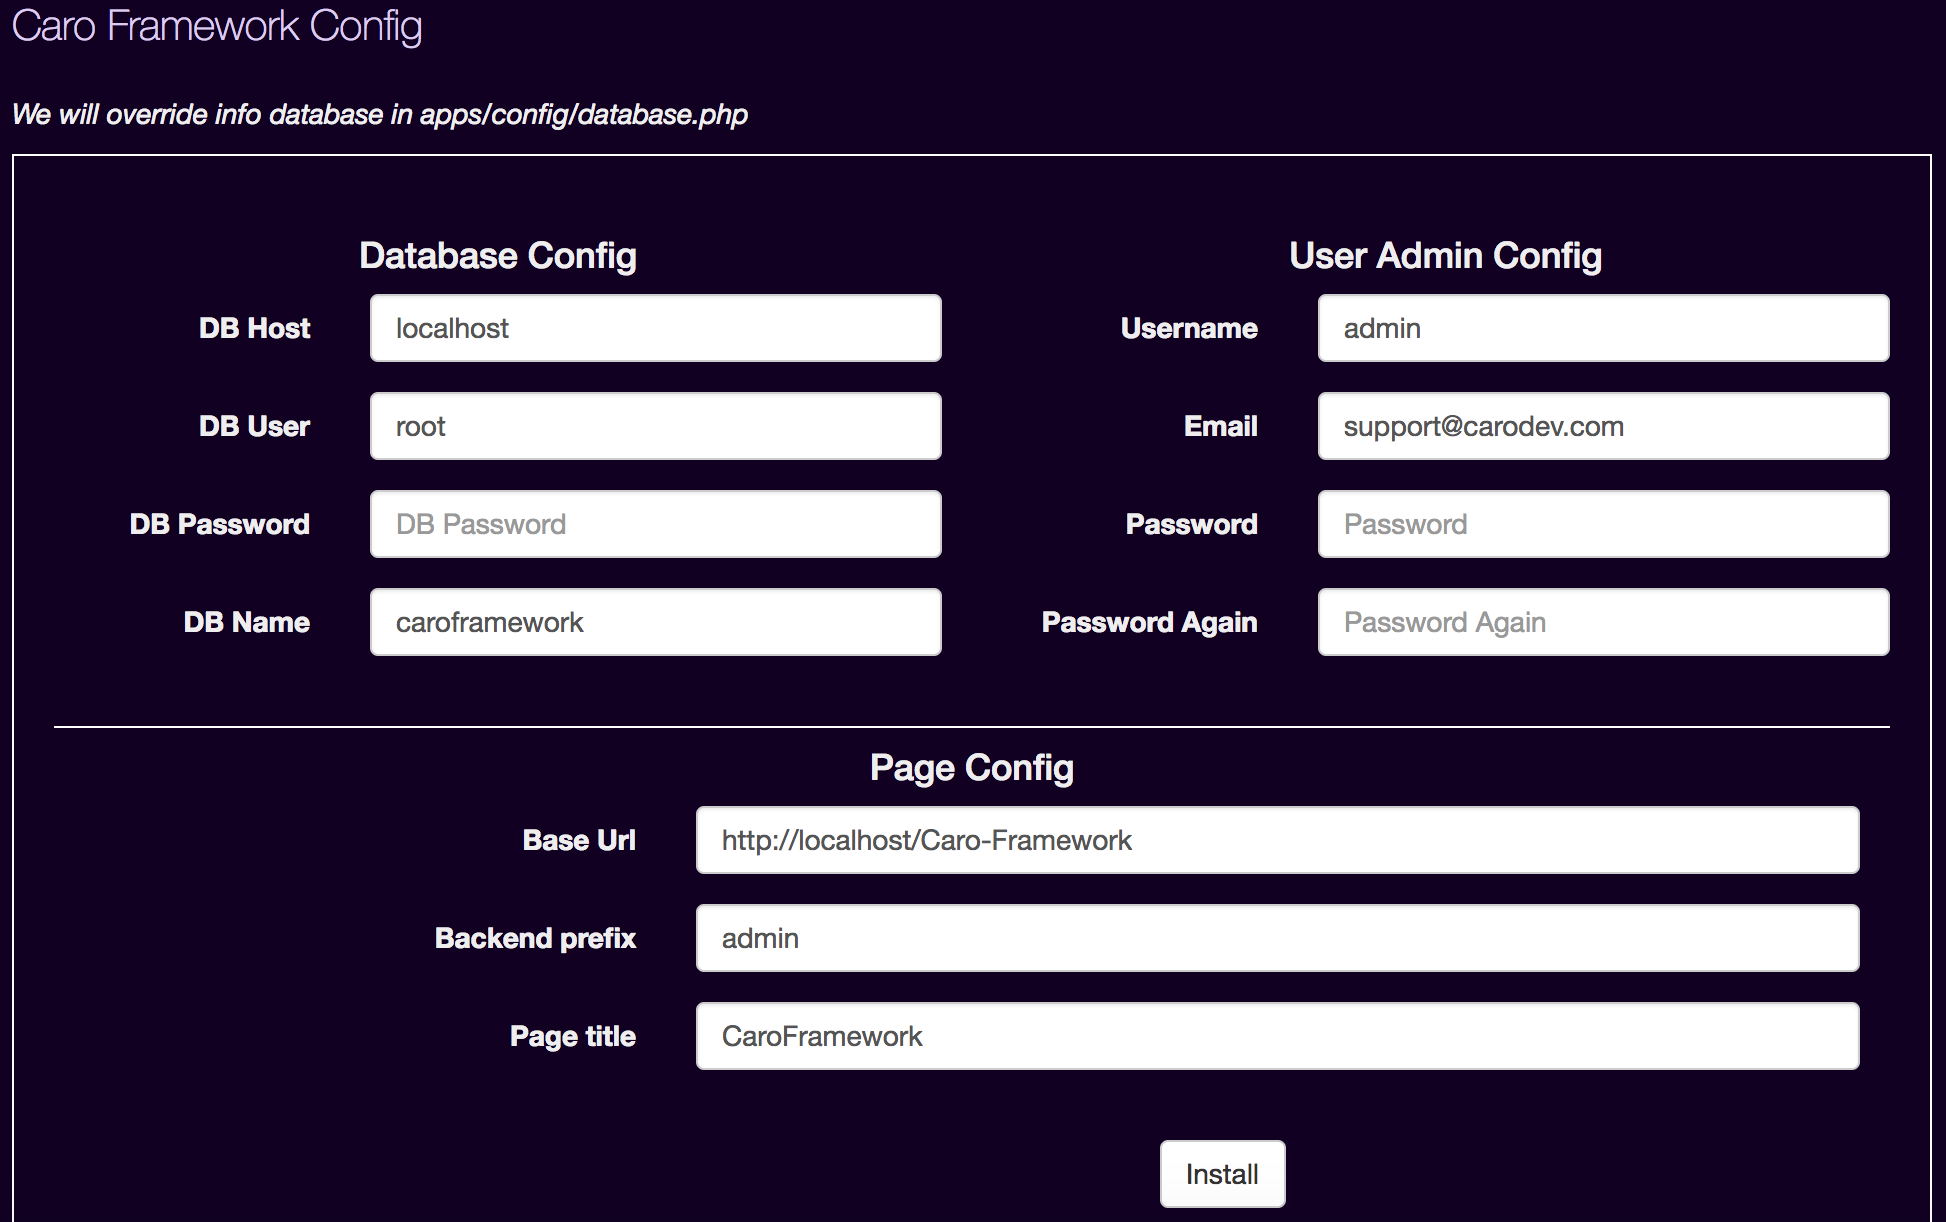 Caro Framework Config
We will override info database in apps/config/database.php
Database Config
DB Host localhost
DB User root
DB Password DB Password
DB Name caroframework
User Admin Config
Username admin
Email support@carodev.com
Password Password
Password Again Password Again
Page Config
Base Url http://localhost/Caro-Framework
Backend prefix admin
Page title CaroFramework
Install